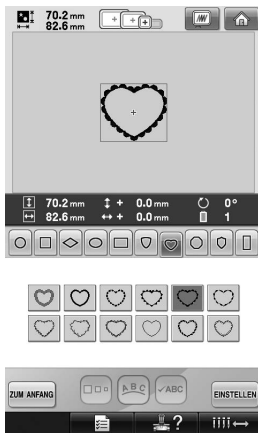 70.2 mm
82.6 mm
70.2 mm + 0.0 mm 0°
82.6 mm + 0.0 mm 1
ZUM ANFANG ABC ABC EINSTELLEN
?